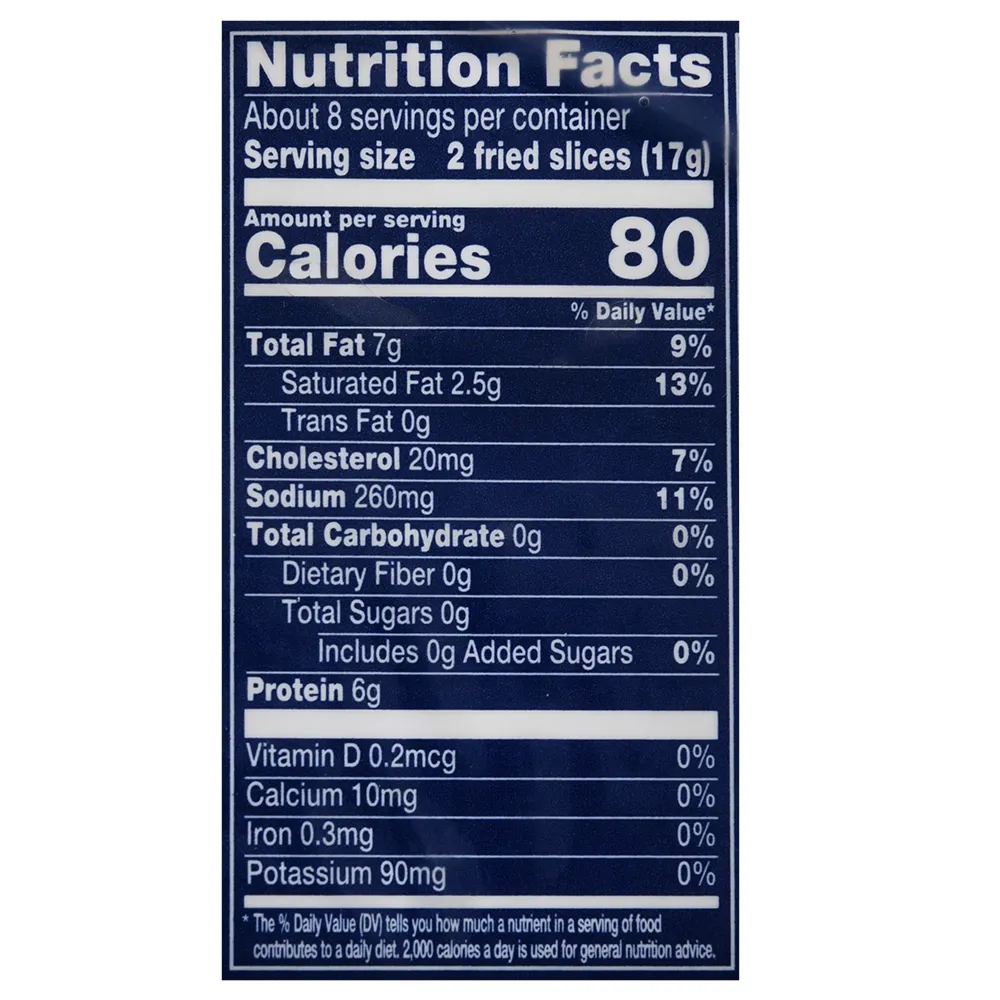 Nutrition Facts
About 8 servings per container
Serving size 2 fried slices (17g)
Amount per serving
Calories 80
% Daily Value*
Total Fat 7g 9%
Saturated Fat 2.5g 13%
Trans Fat 0g
Cholesterol 20mg 7%
Sodium 260mg 11%
Total Carbohydrate 0g 0%
Dietary Fiber 0g 0%
Total Sugars 0g
Includes 0g Added Sugars 0%
Protein 6g
Vitamin D 0.2mcg 0%
Calcium 10mg 0%
Iron 0.3mg 0%
Potassium 90mg 0%
* The % Daily Value (DV) tells you how much a nutrient in a serving of food
contributes to a daily diet. 2,000 calories a day is used for general nutrition advice.